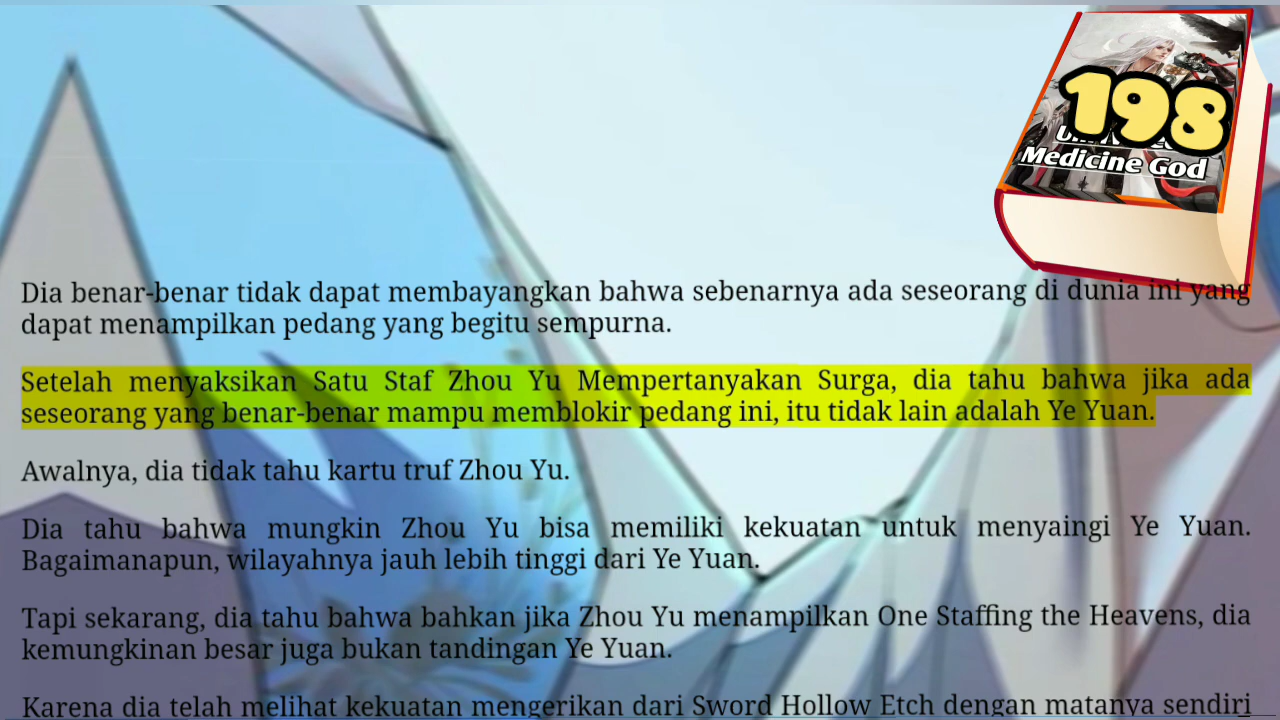 198
Medicine God
Dia benar-benar tidak dapat membayangkan bahwa sebenarnya ada seseorang di dunia ini yang
dapat menampilkan pedang yang begitu sempurna.
Setelah menyaksikan Satu Staf Zhou Yu Mempertanyakan Surga, dia tahu bahwa jika ada
seseorang yang benar-benar mampu memblokir pedang ini, itu tidak lain adalah Ye Yuan.
Awalnya, dia tidak tahu kartu truf Zhou Yu.
Dia tahu bahwa mungkin Zhou Yu bisa memiliki kekuatan untuk menyaingi Ye Yuan.
Bagaimanapun, wilayahnya jauh lebih tinggi dari Ye Yuan.
Tapi sekarang, dia tahu bahwa bahkan jika Zhou Yu menampilkan One Staffing the Heavens, dia
kemungkinan besar juga bukan tandingan Ye Yuan.
Karena dia telah melihat kekuatan mengerikan dari Sword Hollow Etch dengan matanya sendiri